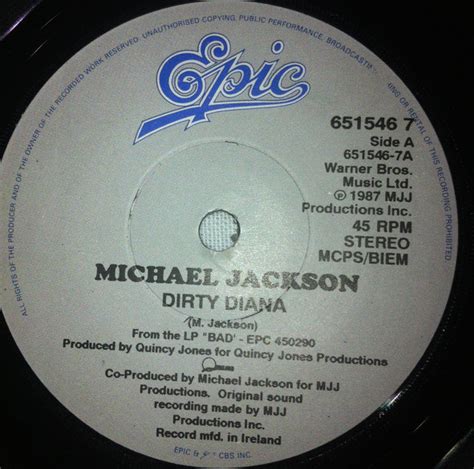 UNAUTHORISED COPYING, PUBLIC PERFORMANCE, BROADCASTING OR RENTAL OF THIS RECORD PROHIBITED.
ALL RIGHTS OF THE PRODUCER AND OF THE OWNER OF THE RECORDED WORK RESERVED.
Epic
651546 7
Side A
651546-7A
Warner Bros.
Music Ltd.
℗ 1987 MJJ
Productions Inc.
45 RPM
STEREO
MCPS/BIEM
MICHAEL JACKSON
DIRTY DIANA
(M. Jackson)
From the LP "BAD' - EPC 450290
Produced by Quincy Jones for Quincy Jones Productions
Co-Produced by Michael Jackson for MJJ
Productions. Original sound
recording made by MJJ
Productions Inc.
Record mfd. in Ireland
EPIC & CBS INC.